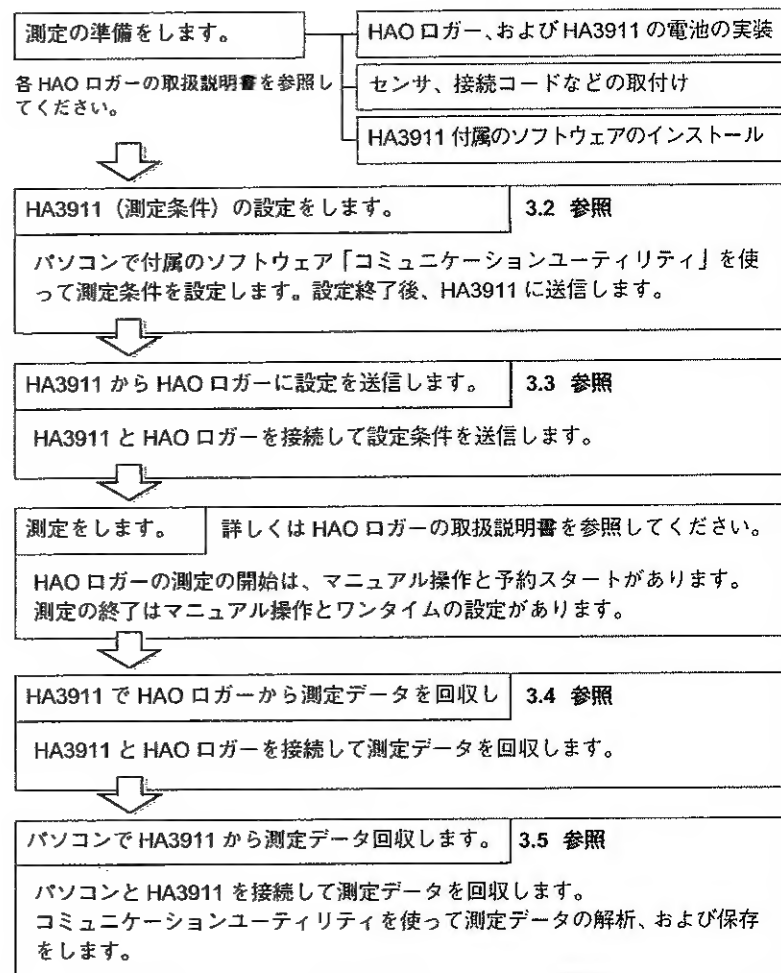 測定の準備をします。
HAO ロガー、および HA3911 の電池の実装
各 HAO ロガーの取扱説明書を参照し
てください。
センサ、接続コードなどの取付け
HA3911 付属のソフトウェアのインストール
HA3911（測定条件）の設定をします。
3.2 参照
パソコンで付属のソフトウェア「コミュニケーションユーティリティ」を使
って測定条件を設定します。設定終了後、HA3911 に送信します。
HA3911 から HAO ロガーに設定を送信します。
3.3 参照
HA3911 と HAO ロガーを接続して設定条件を送信します。
測定をします。
詳しくは HAO ロガーの取扱説明書を参照してください。
HAO ロガーの測定の開始は、マニュアル操作と予約スタートがあります。
測定の終了はマニュアル操作とワンタイムの設定があります。
HA3911 で HAO ロガーから測定データを回収し
3.4 参照
HA3911 と HAO ロガーを接続して測定データを回収します。
パソコンで HA3911 から測定データ回収します。
3.5 参照
パソコンと HA3911 を接続して測定データを回収します。
コミュニケーションユーティリティを使って測定データの解析、および保存
をします。